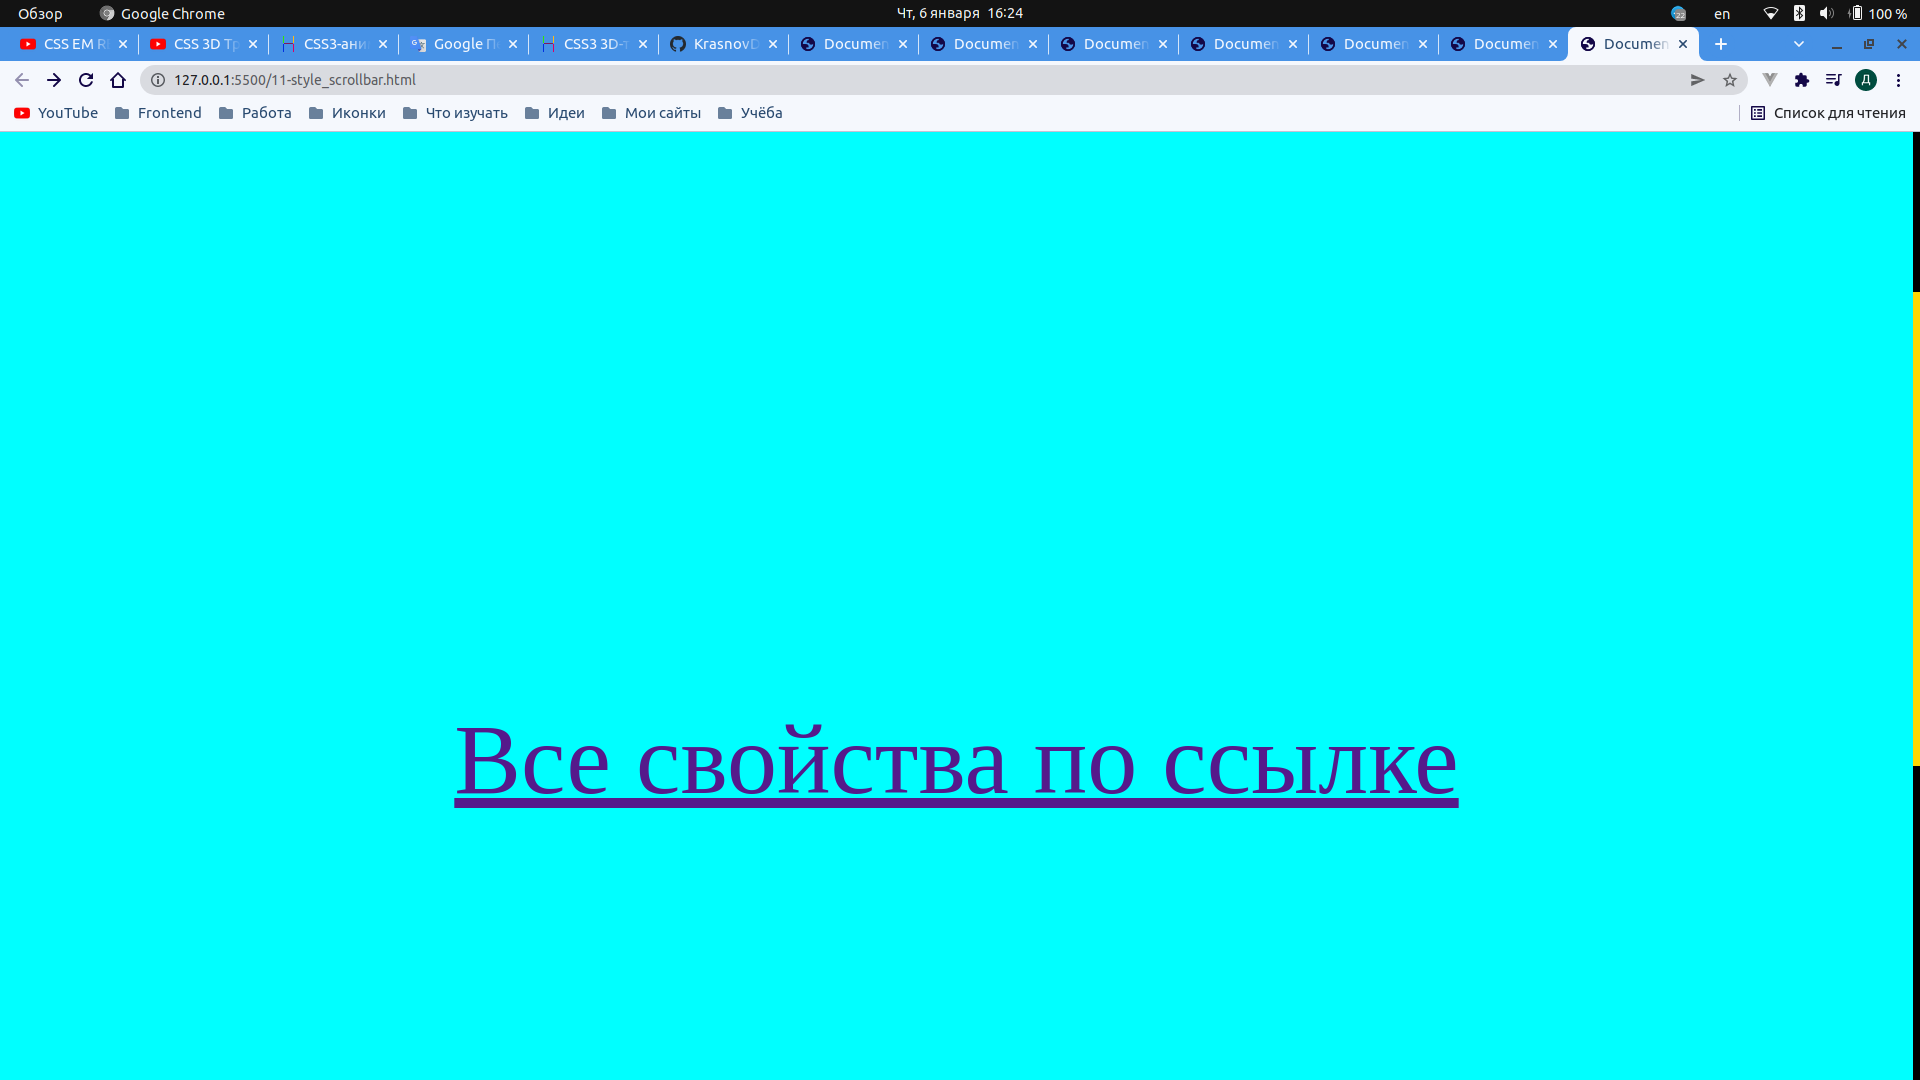 Обзор Google Chrome Чт, 6 января 16:24 en 100 %
CSS EM CSS 3D CSS3-ани Google CSS3 3D- KrasnovD Documen Documen Documen Documen Documen Documen Documen
127.0.0.1:5500/11-style_scrollbar.html Д
YouTube Frontend Работа Иконки Что изучать Идеи Мои сайты Учёба Список для чтения
Все свойства по ссылке